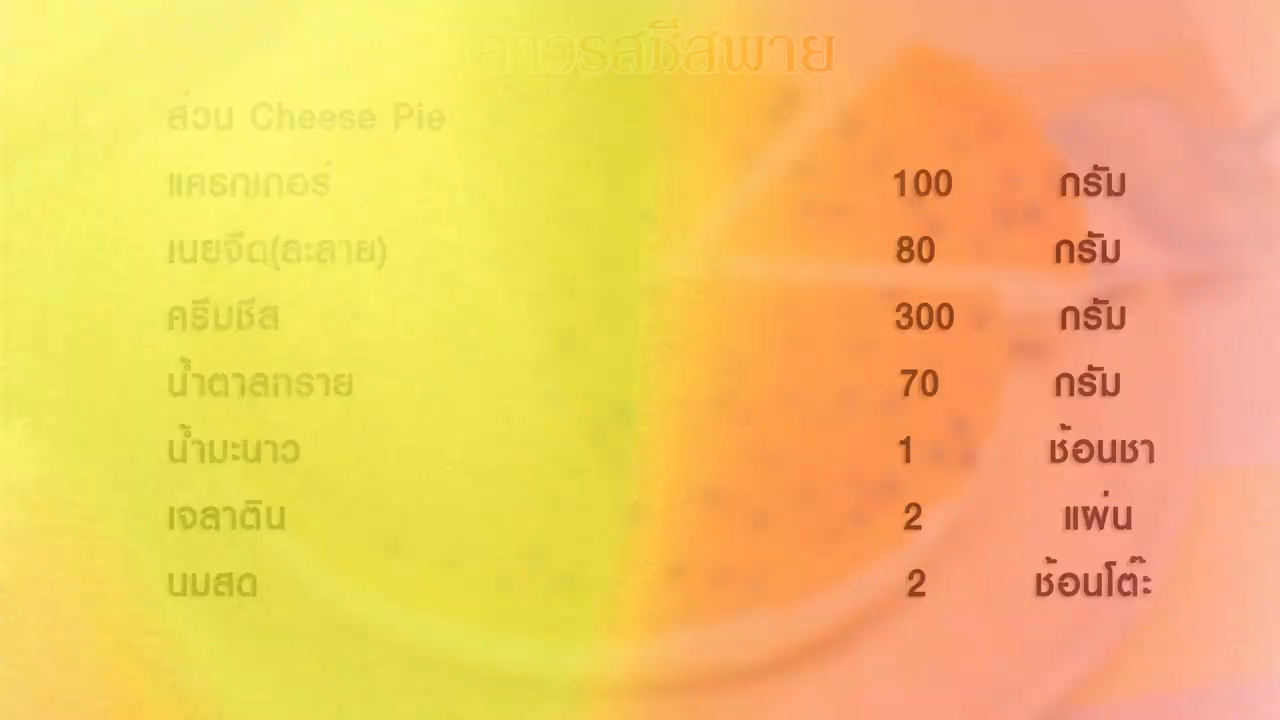 สาวรสชีสพาย
ส่วน Cheese Pie
แครกเกอร์ 100 กรัม
เนยจืด(ละลาย) 80 กรัม
ครีมชีส 300 กรัม
น้ำตาลทราย 70 กรัม
น้ำมะนาว 1 ช้อนชา
เจลาติน 2 แผ่น
นมสด 2 ช้อนโต๊ะ